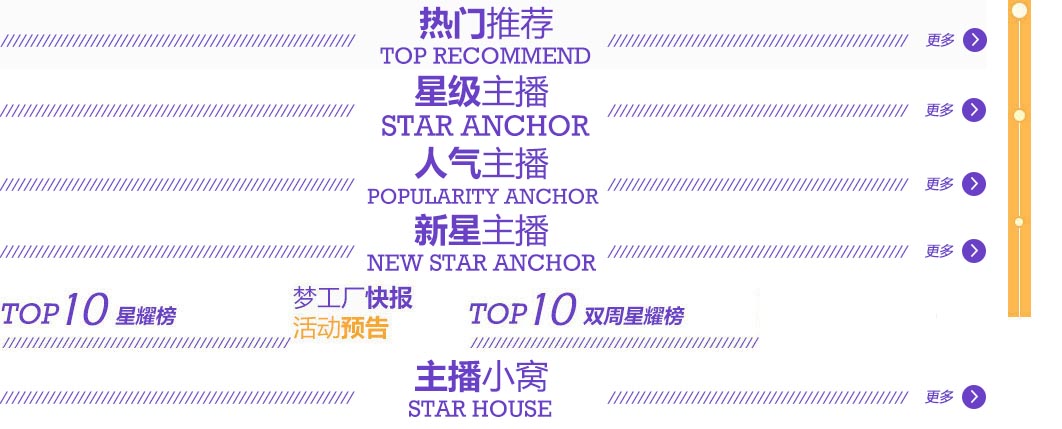 热门推荐
TOP RECOMMEND
更多
星级主播
STAR ANCHOR
更多
人气主播
POPULARITY ANCHOR
更多
新星主播
NEW STAR ANCHOR
更多
TOP10 星耀榜
梦工厂快报
活动预告
TOP10 双周星耀榜
主播小窝
STAR HOUSE
更多